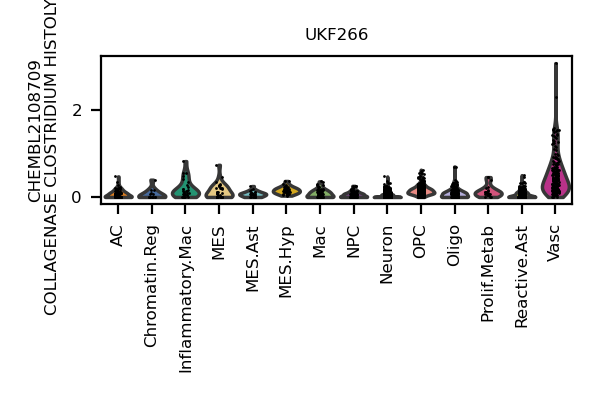 UKF266
CHEMBL2108709
COLLAGENASE CLOSTRIDIUM HISTOLY
2
0
AC
Chromatin.Reg
Inflammatory.Mac
MES
MES.Ast
MES.Hyp
Mac
NPC
Neuron
OPC
Oligo
Prolif.Metab
Reactive.Ast
Vasc